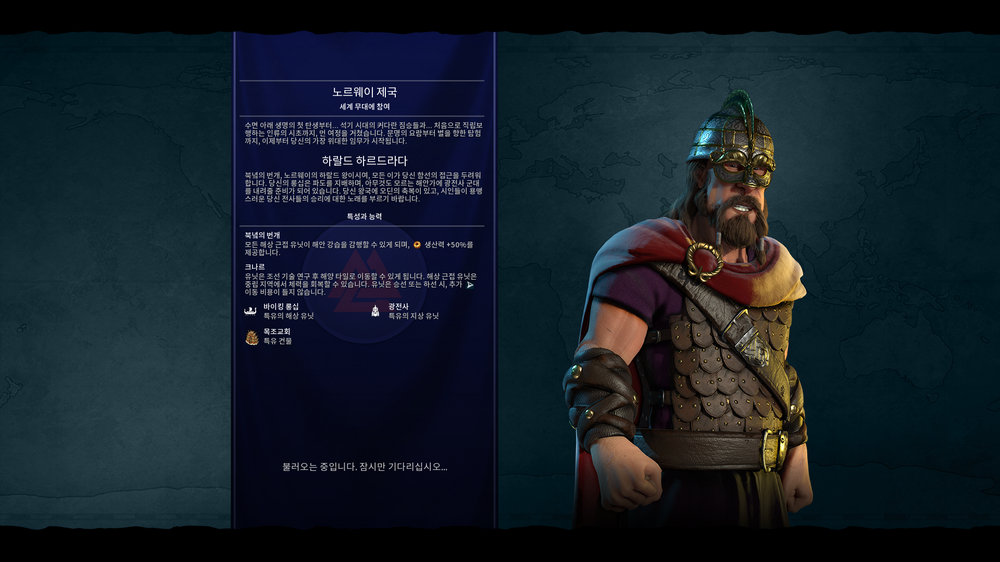 노르웨이 제국
세계 무대에 참여
수면 아래 생명의 첫 탄생부터... 석기 시대의 커다란 짐승들과... 처음으로 직립보
행하는 인류의 시초까지, 먼 여정을 거쳤습니다. 문명의 요람부터 별을 향한 탐험
까지, 이제부터 당신의 가장 위대한 임무가 시작됩니다.
하랄드 하르드라다
북녘의 번개, 노르웨이의 하랄드 왕이시여, 모든 이가 당신 함선의 접근을 두려워
합니다. 당신의 롱십은 파도를 지배하며, 아무것도 모르는 해안가에 광전사 군대
를 내려줄 준비가 되어 있습니다. 당신 왕국에 오딘의 축복이 있고, 시인들이 용맹
스러운 당신 전사들의 승리에 대한 노래를 부르기 바랍니다.
특성과 능력
북녘의 번개
모든 해상 근접 유닛이 해안 강습을 감행할 수 있게 되며, 생산력 +50%를
제공합니다.
크나르
유닛은 조선 기술 연구 후 해양 타일로 이동할 수 있게 됩니다. 해상 근접 유닛은
중립 지역에서 체력을 회복할 수 있습니다. 유닛은 승선 또는 하선 시, 추가
이동 비용이 들지 않습니다.
바이킹 롱십
특유의 해상 유닛
광전사
특유의 지상 유닛
목조교회
특유 건물
불러오는 중입니다. 잠시만 기다리십시오...